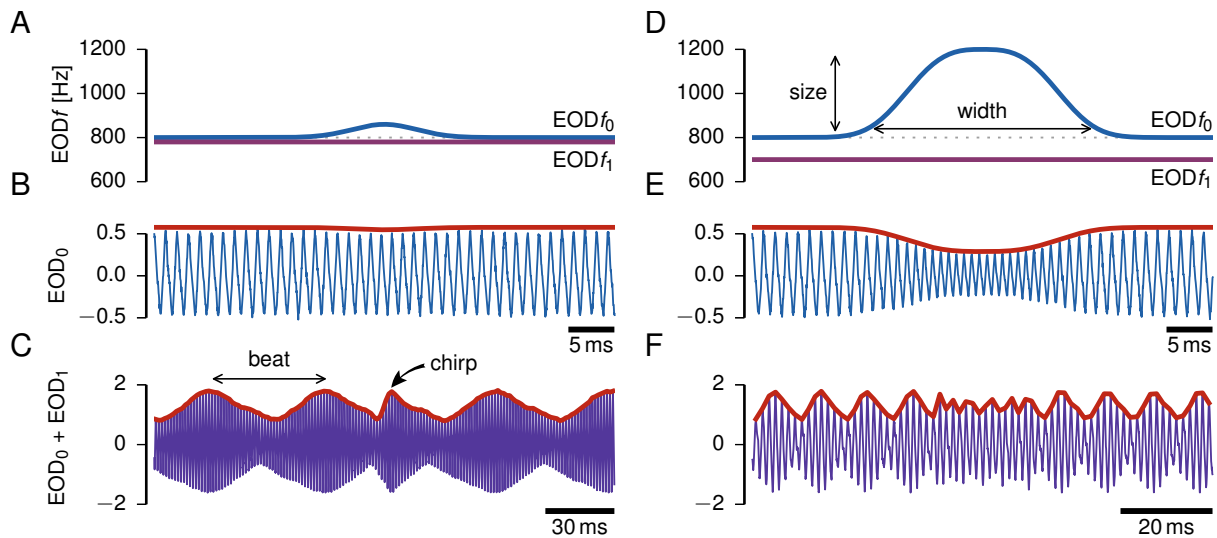 A
1200
1000
800
600
EODf [Hz]
EODf₀
EODf₁
B
0.5
0.0
−0.5
EOD₀
5 ms
C
beat
chirp
2
0
−2
EOD₀ + EOD₁
30 ms
D
1200
1000
800
600
size
width
EODf₀
EODf₁
E
0.5
0.0
−0.5
5 ms
F
2
0
−2
20 ms